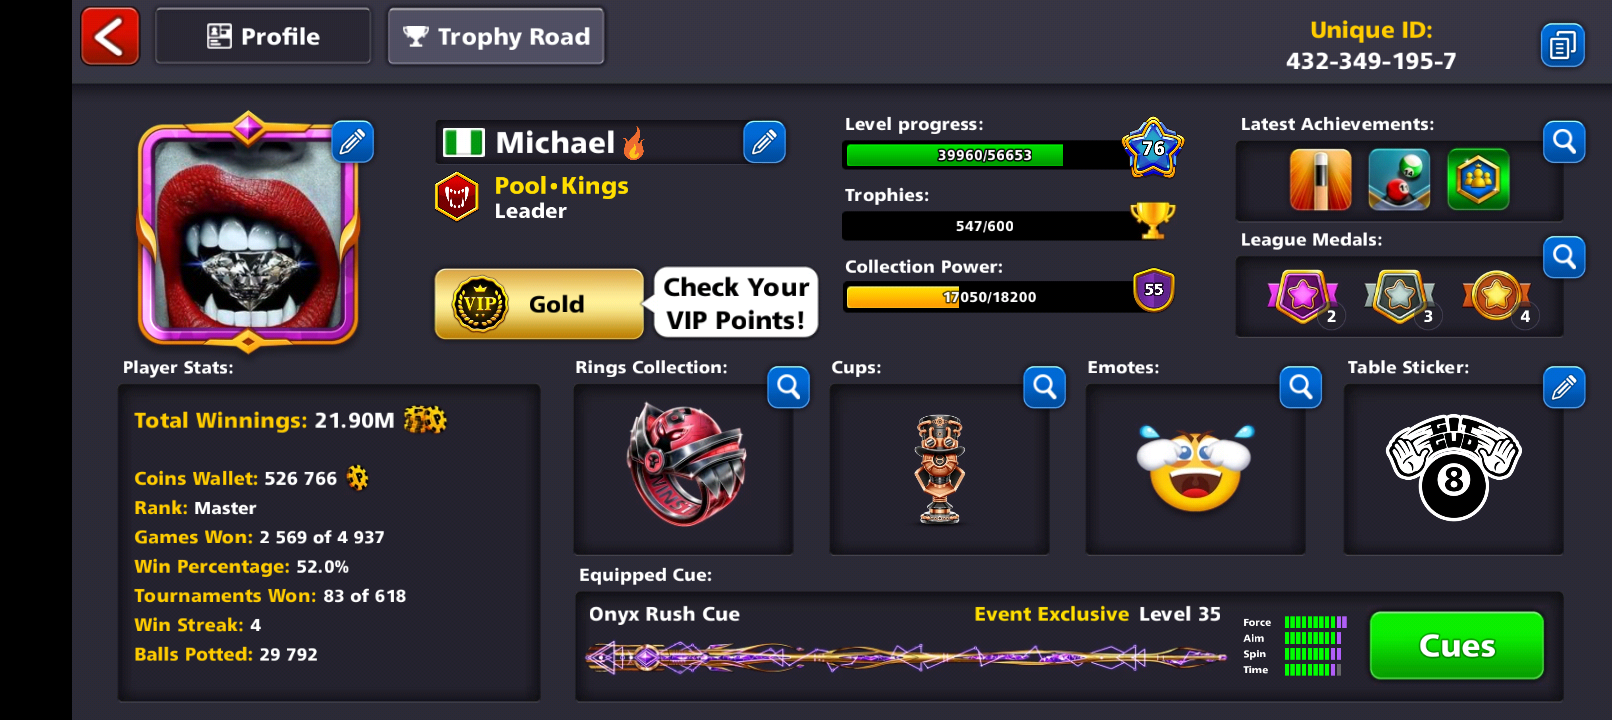 Profile
Trophy Road
Unique ID:
432-349-195-7
Michael
Pool•Kings
Leader
VIP
Gold
Check Your
VIP Points!
Level progress:
39960/56653
76
Trophies:
547/600
Collection Power:
17050/18200
55
Latest Achievements:
League Medals:
2
3
4
Player Stats:
Total Winnings: 21.90M
Coins Wallet: 526 766
Rank: Master
Games Won: 2 569 of 4 937
Win Percentage: 52.0%
Tournaments Won: 83 of 618
Win Streak: 4
Balls Potted: 29 792
Rings Collection:
Cups:
Emotes:
Table Sticker:
GIT
GUD
8
Equipped Cue:
Onyx Rush Cue
Event Exclusive Level 35
Force
Aim
Spin
Time
Cues